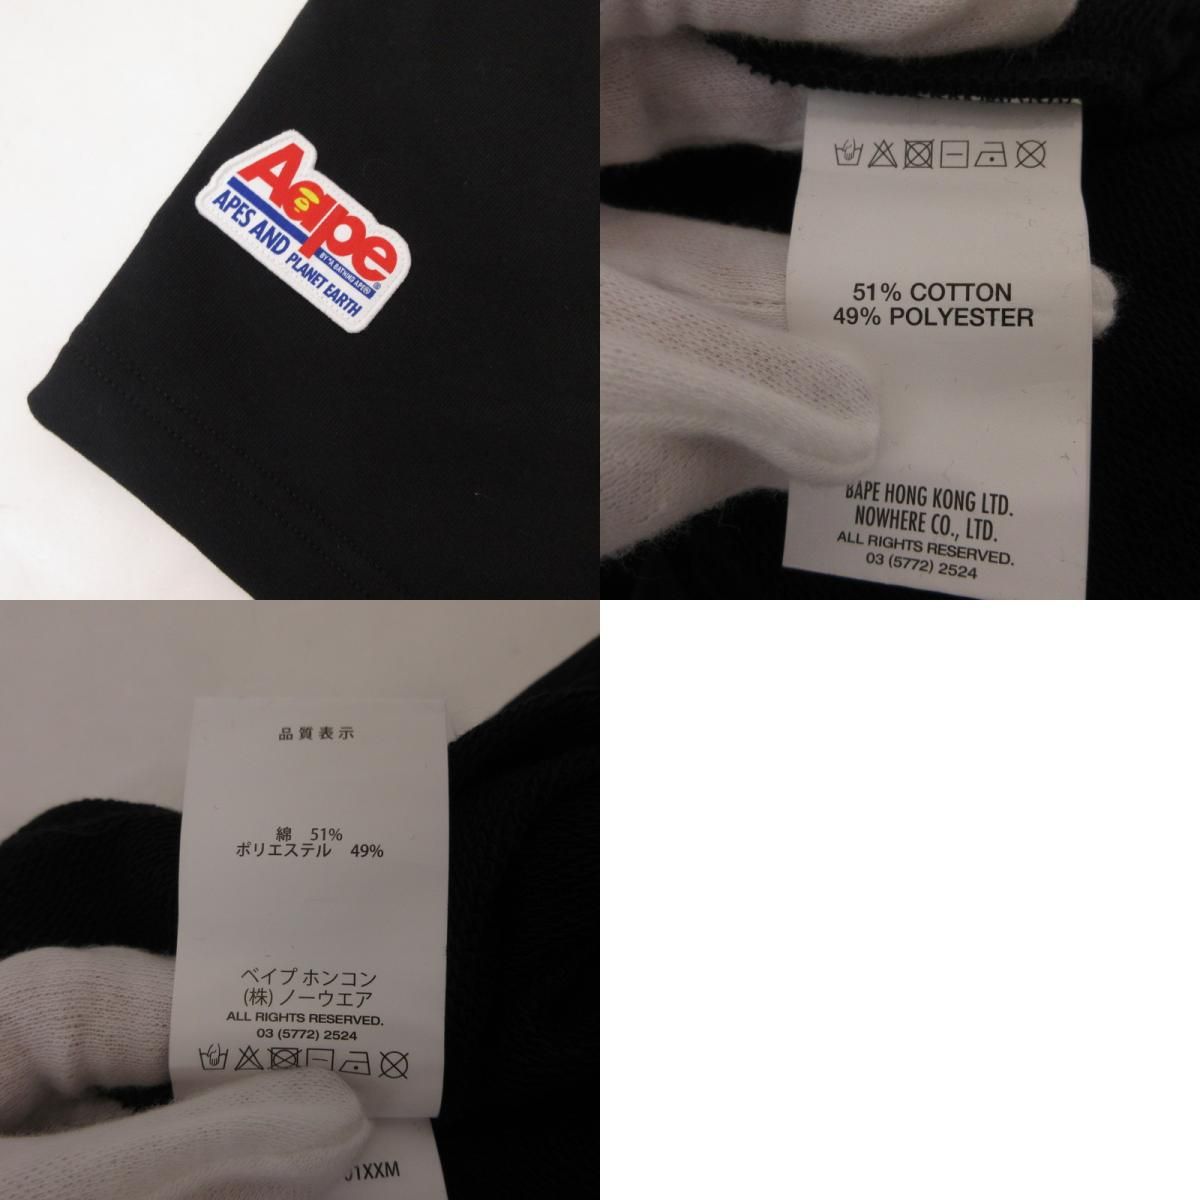 Aape
BY *A BATHING APE®
APES AND PLANET EARTH
51% COTTON
49% POLYESTER
BAPE HONG KONG LTD.
NOWHERE CO., LTD.
ALL RIGHTS RESERVED.
03 (5772) 2524
品質表示
綿 51%
ポリエステル 49%
ベイプ ホンコン
(株) ノーウエア
ALL RIGHTS RESERVED.
03 (5772) 2524